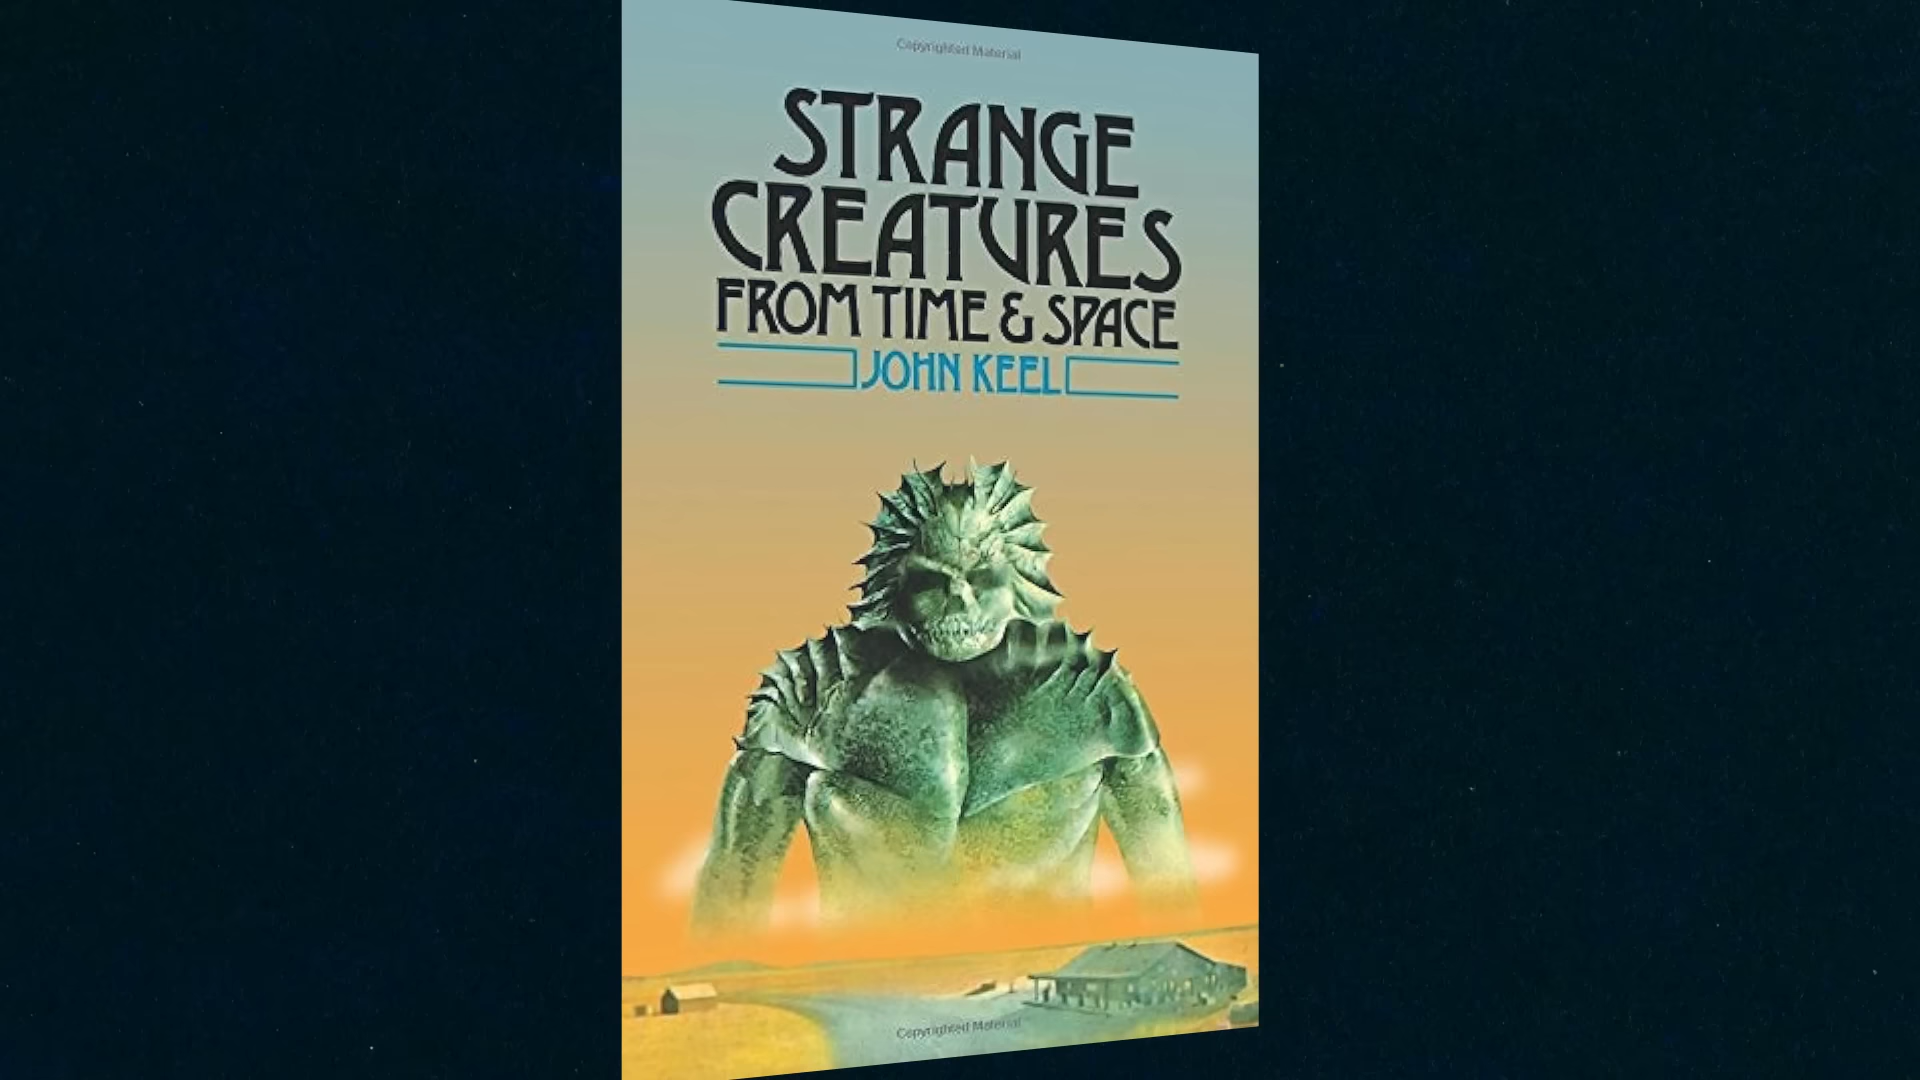 Copyrighted Material
STRANGE
CREATURES
FROM TIME & SPACE
JOHN KEEL
Copyrighted Material